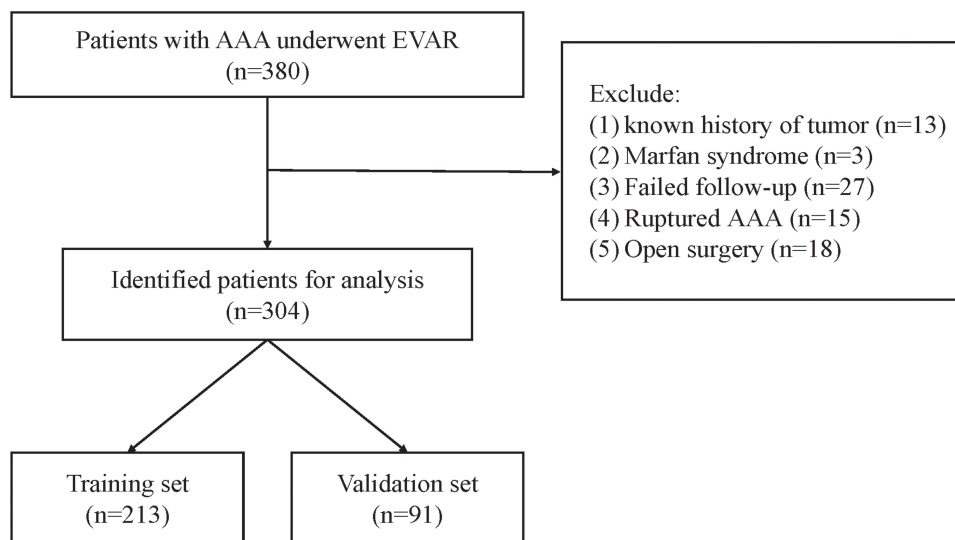 Patients with AAA underwent EVAR
(n=380)
Exclude:
(1) known history of tumor (n=13)
(2) Marfan syndrome (n=3)
(3) Failed follow-up (n=27)
(4) Ruptured AAA (n=15)
(5) Open surgery (n=18)
Identified patients for analysis
(n=304)
Training set
(n=213)
Validation set
(n=91)